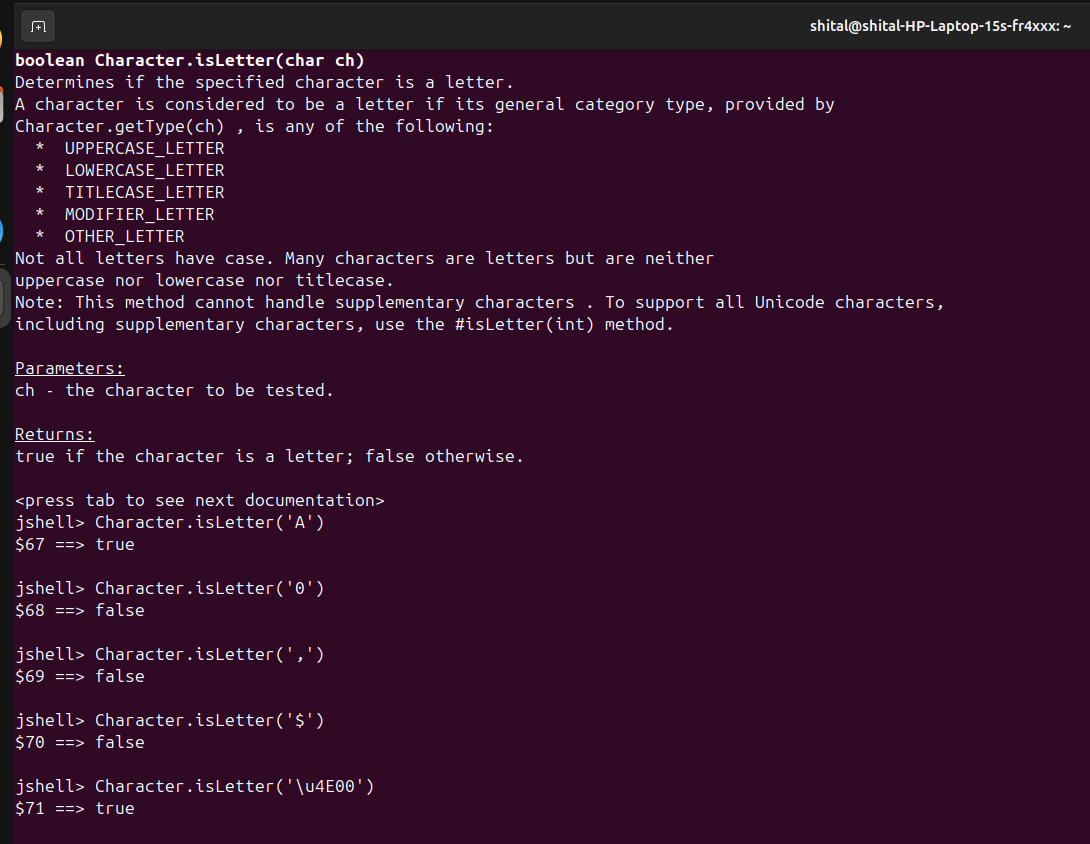 shital@shital-HP-Laptop-15s-fr4xxx: ~
boolean Character.isLetter(char ch)
Determines if the specified character is a letter.
A character is considered to be a letter if its general category type, provided by
Character.getType(ch) , is any of the following:
  *  UPPERCASE_LETTER
  *  LOWERCASE_LETTER
  *  TITLECASE_LETTER
  *  MODIFIER_LETTER
  *  OTHER_LETTER
Not all letters have case. Many characters are letters but are neither
uppercase nor lowercase nor titlecase.
Note: This method cannot handle supplementary characters . To support all Unicode characters,
including supplementary characters, use the #isLetter(int) method.

Parameters:
ch - the character to be tested.

Returns:
true if the character is a letter; false otherwise.

<press tab to see next documentation>
jshell> Character.isLetter('A')
$67 ==> true

jshell> Character.isLetter('0')
$68 ==> false

jshell> Character.isLetter(',')
$69 ==> false

jshell> Character.isLetter('$')
$70 ==> false

jshell> Character.isLetter('\u4E00')
$71 ==> true